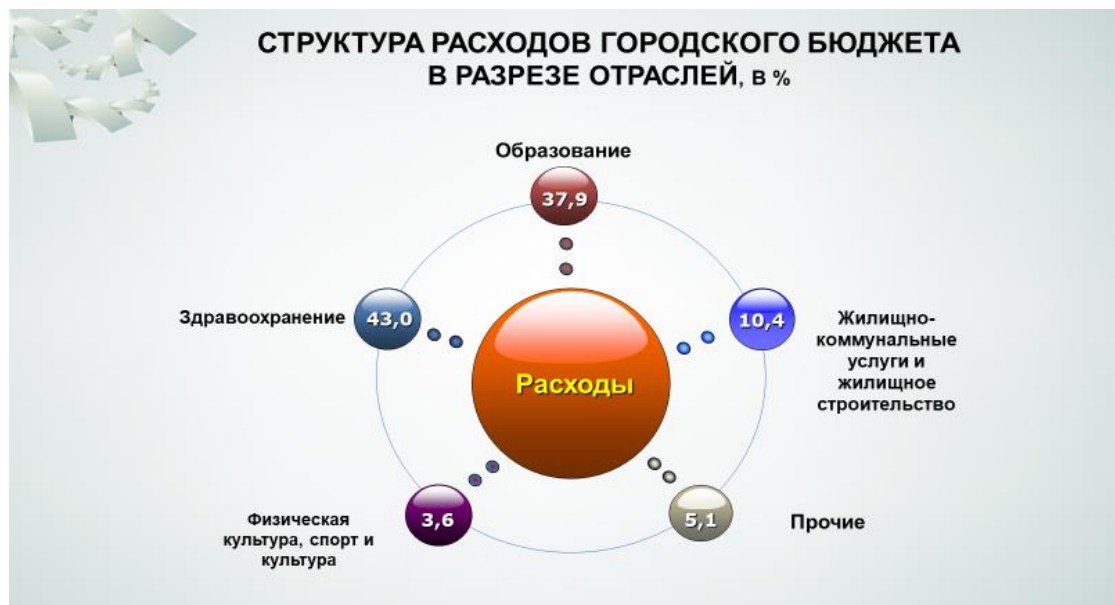 СТРУКТУРА РАСХОДОВ ГОРОДСКОГО БЮДЖЕТА
В РАЗРЕЗЕ ОТРАСЛЕЙ, В %
Образование
37,9
Здравоохранение
43,0
10,4
Жилищно-
коммунальные
услуги и
жилищное
строительство
Расходы
Физическая
культура, спорт и
культура
3,6
5,1
Прочие